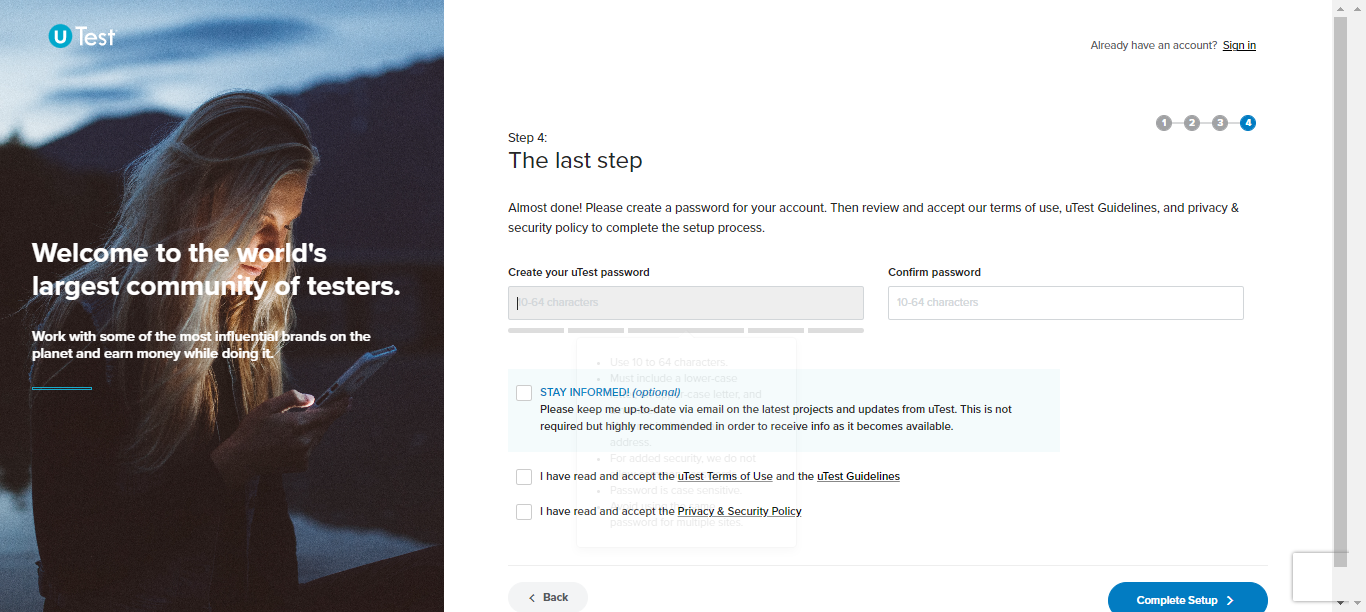 u Test
Already have an account? Sign in
1 2 3 4
Step 4:
The last step
Almost done! Please create a password for your account. Then review and accept our terms of use, uTest Guidelines, and privacy &
security policy to complete the setup process.
Welcome to the world's
largest community of testers.
Work with some of the most influential brands on the
planet and earn money while doing it.
Create your uTest password
Confirm password
10-64 characters
10-64 characters
Use 10 to 64 characters.
Must include a lower-case
STAY INFORMED! (optional)
Please keep me up-to-date via email on the latest projects and updates from uTest. This is not
required but highly recommended in order to receive info as it becomes available.
address.
For added security, we do not
I have read and accept the uTest Terms of Use and the uTest Guidelines
Password is case sensitive.
I have read and accept the Privacy & Security Policy
password for multiple sites.
Back
Complete Setup